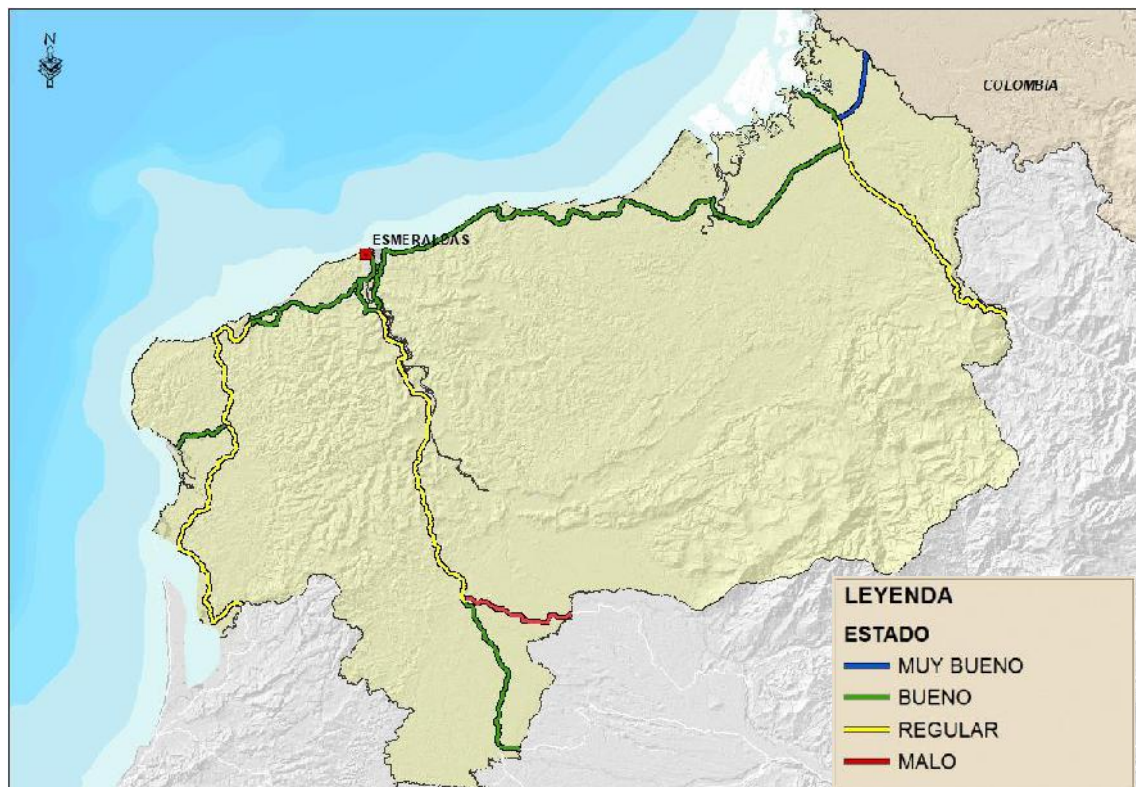 N
COLOMBIA
ESMERALDAS
LEYENDA
ESTADO
MUY BUENO
BUENO
REGULAR
MALO